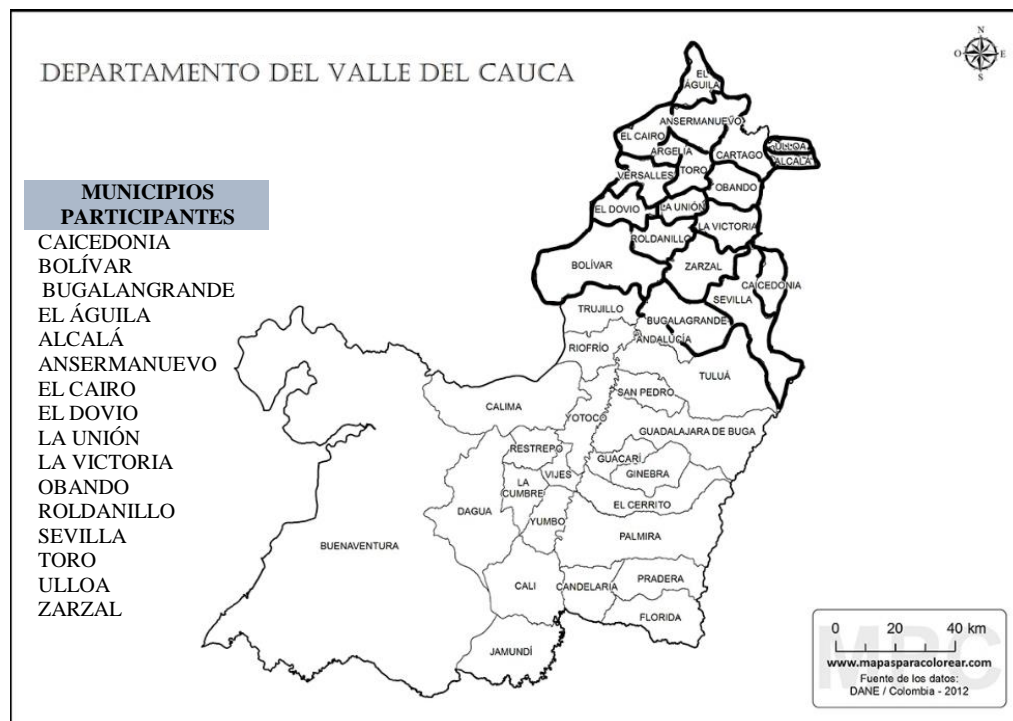 DEPARTAMENTO DEL VALLE DEL CAUCA
N
O
E
S
MUNICIPIOS
PARTICIPANTES
CAICEDONIA
BOLÍVAR
BUGALANGRANDE
EL ÁGUILA
ALCALÁ
ANSERMANUEVO
EL CAIRO
EL DOVIO
LA UNIÓN
LA VICTORIA
OBANDO
ROLDANILLO
SEVILLA
TORO
ULLOA
ZARZAL
EL
ÁGUILA
ANSERMANUEVO
EL CAIRO
ULLOA
ARGELIA
CARTAGO
ALCALÁ
TORO
VERSALLES
OBANDO
EL DOVIO
LA UNIÓN
LA VICTORIA
ROLDANILLO
BOLÍVAR
ZARZAL
CAICEDONIA
SEVILLA
TRUJILLO
BUGALAGRANDE
ANDALUCÍA
RIOFRÍO
TULUÁ
SAN PEDRO
CALIMA
YOTOCO
GUADALAJARA DE BUGA
RESTREPO
GUACARÍ
GINEBRA
VIJES
LA
CUMBRE
EL CERRITO
DAGUA
YUMBO
PALMIRA
BUENAVENTURA
CALI
CANDELARIA
PRADERA
FLORIDA
JAMUNDÍ
0 20 40 km
MPC
www.mapasparacolorear.com
Fuente de los datos:
DANE / Colombia - 2012